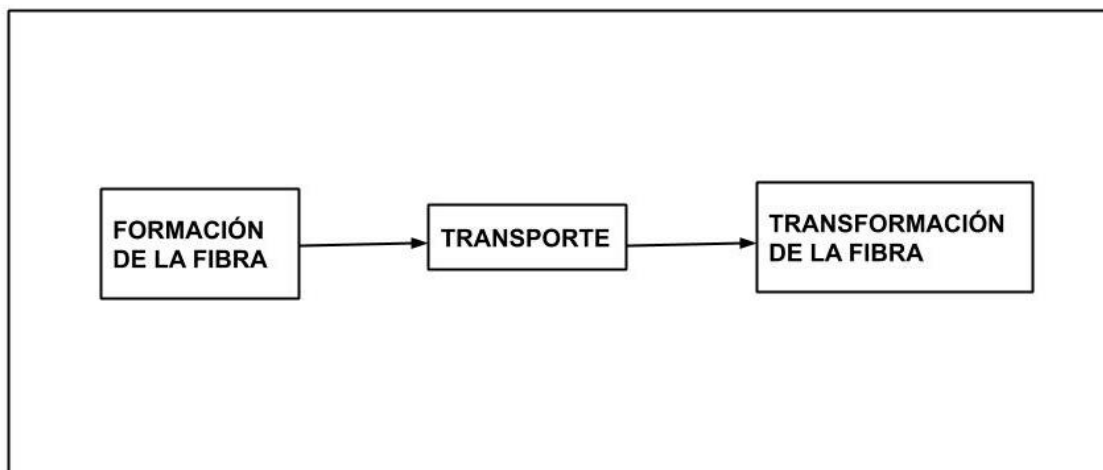 FORMACIÓN
DE LA FIBRA
TRANSPORTE
TRANSFORMACIÓN
DE LA FIBRA